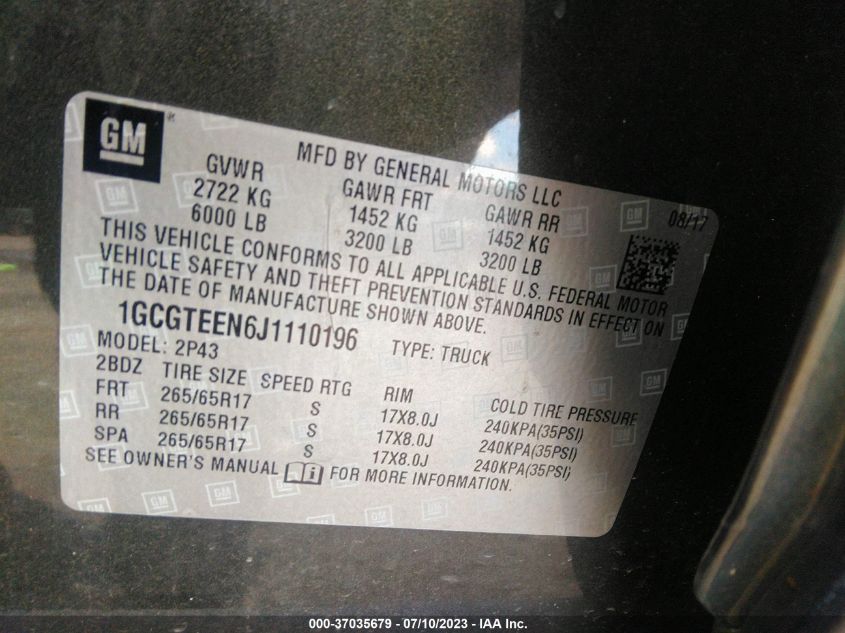 GM
MFD BY GENERAL MOTORS LLC
08/17
GVWR GAWR FRT GAWR RR
2722 KG 1452 KG 1452 KG
6000 LB 3200 LB 3200 LB
THIS VEHICLE CONFORMS TO ALL APPLICABLE U.S. FEDERAL MOTOR
VEHICLE SAFETY AND THEFT PREVENTION STANDARDS IN EFFECT ON
THE DATE OF MANUFACTURE SHOWN ABOVE.
1GCGTEEN6J1110196 TYPE: TRUCK
MODEL: 2P43
2BDZ TIRE SIZE SPEED RTG RIM COLD TIRE PRESSURE
FRT 265/65R17 S 17X8.0J 240KPA(35PSI)
RR 265/65R17 S 17X8.0J 240KPA(35PSI)
SPA 265/65R17 S 17X8.0J 240KPA(35PSI)
SEE OWNER'S MANUAL FOR MORE INFORMATION.
000-37035679 - 07/10/2023 - IAA Inc.